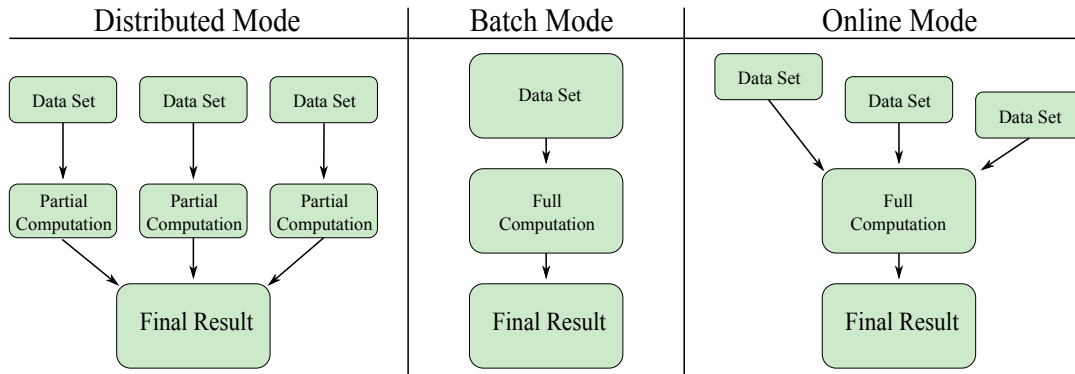 Distributed Mode
Data Set
Data Set
Data Set
Partial
Computation
Partial
Computation
Partial
Computation
Final Result
Batch Mode
Data Set
Full
Computation
Final Result
Online Mode
Data Set
Data Set
Data Set
Full
Computation
Final Result